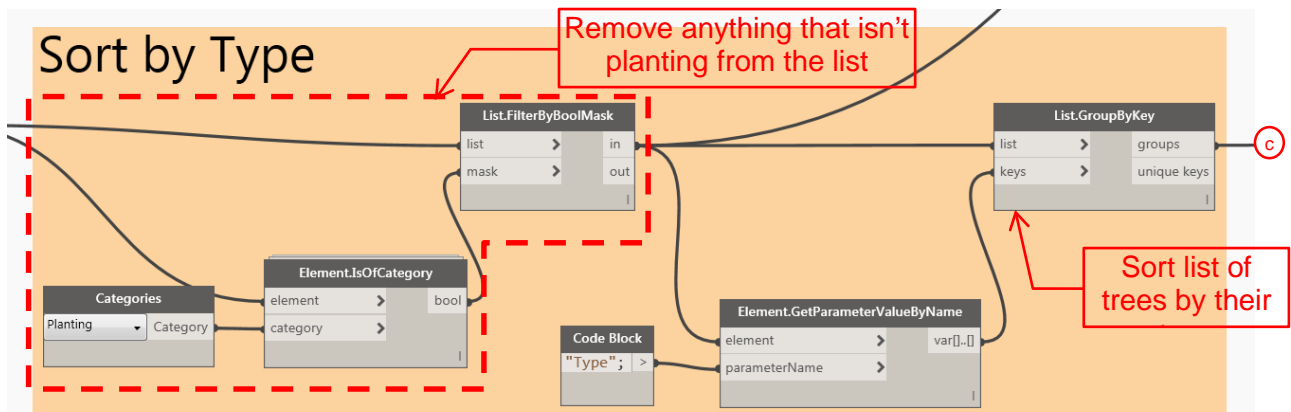 Sort by Type
Remove anything that isn't
planting from the list
List.FilterByBoolMask
list > in
mask > out
l
List.GroupByKey
list > groups
keys > unique keys
l
c
Categories
Planting Category
Element.IsOfCategory
element > bool
category >
l
Code Block
"Type"; >
Element.GetParameterValueByName
element > var[]..[]
parameterName >
l
Sort list of
trees by their